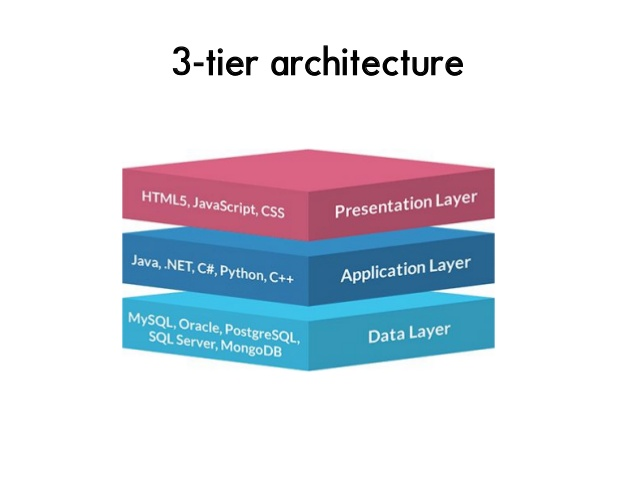 3-tier architecture
HTML5, JavaScript, CSS
Presentation Layer
Java, .NET, C#, Python, C++
Application Layer
MySQL, Oracle, PostgreSQL,
SQL Server, MongoDB
Data Layer